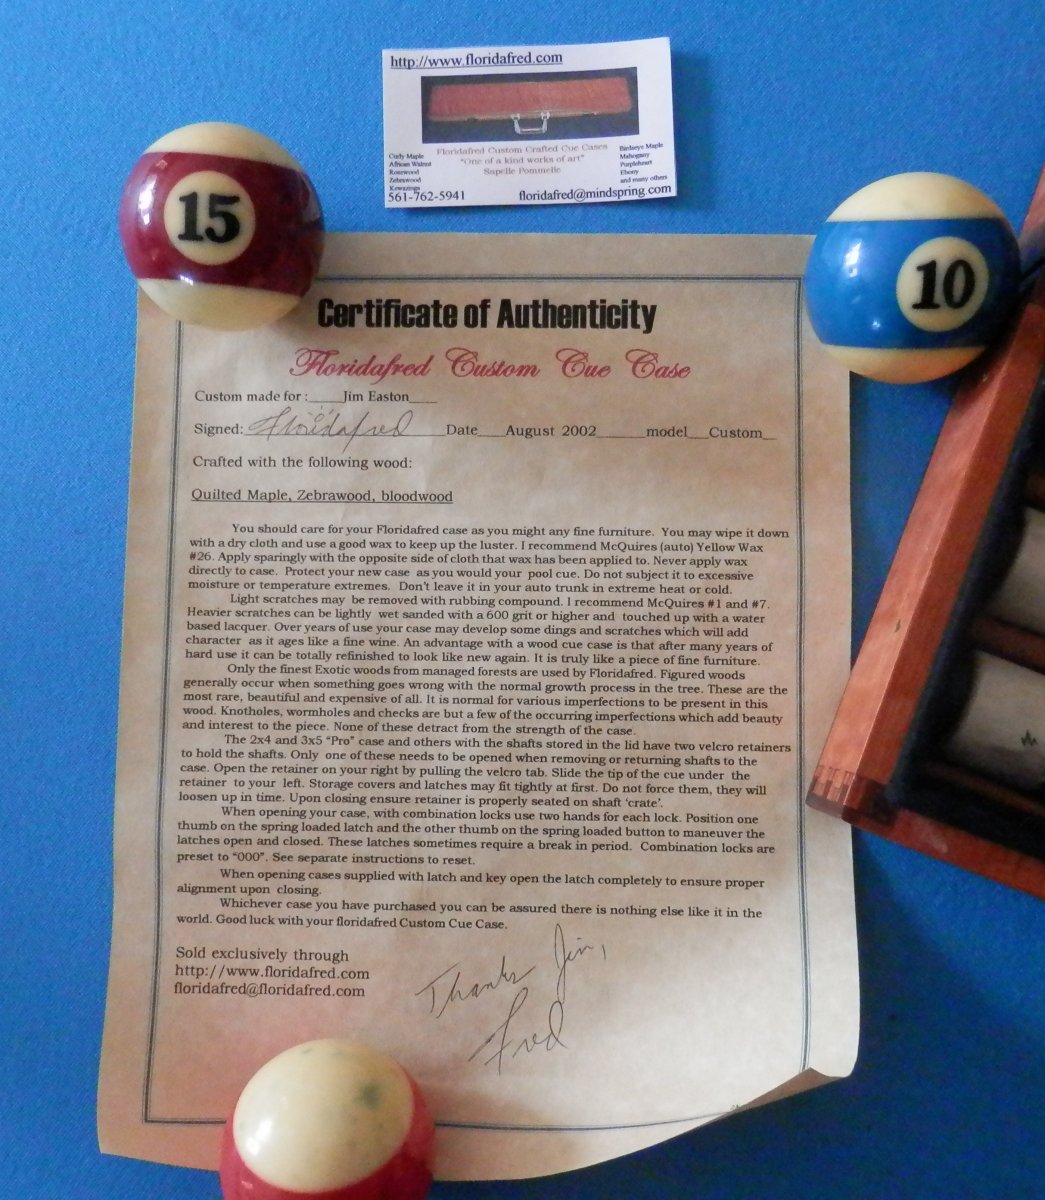 http://www.floridafred.com
Floridafred Custom Crafted Cue Cases
"One of a kind works of art"
Sapelle Pommelle
Curly Maple
African Walnut
Rosewood
Zebrawood
Kewazinga
Birdseye Maple
Mahogany
Purpleheart
Ebony
and many others
561-762-5941
floridafred@mindspring.com
15
10
Certificate of Authenticity
Floridafred Custom Cue Case
Custom made for :____Jim Easton____
Signed: Floridafred Date___August 2002______model__Custom__
Crafted with the following wood:
Quilted Maple, Zebrawood, bloodwood
You should care for your Floridafred case as you might any fine furniture. You may wipe it down
with a dry cloth and use a good wax to keep up the luster. I recommend McQuires (auto) Yellow Wax
#26. Apply sparingly with the opposite side of cloth that wax has been applied to. Never apply wax
directly to case. Protect your new case as you would your pool cue. Do not subject it to excessive
moisture or temperature extremes. Don't leave it in your auto trunk in extreme heat or cold.
Light scratches may be removed with rubbing compound. I recommend McQuires #1 and #7.
Heavier scratches can be lightly wet sanded with a 600 grit or higher and touched up with a water
based lacquer. Over years of use your case may develop some dings and scratches which will add
character as it ages like a fine wine. An advantage with a wood cue case is that after many years of
hard use it can be totally refinished to look like new again. It is truly like a piece of fine furniture.
Only the finest Exotic woods from managed forests are used by Floridafred. Figured woods
generally occur when something goes wrong with the normal growth process in the tree. These are the
most rare, beautiful and expensive of all. It is normal for various imperfections to be present in this
wood. Knotholes, wormholes and checks are but a few of the occurring imperfections which add beauty
and interest to the piece. None of these detract from the strength of the case.
The 2x4 and 3x5 "Pro" case and others with the shafts stored in the lid have two velcro retainers
to hold the shafts. Only one of these needs to be opened when removing or returning shafts to the
case. Open the retainer on your right by pulling the velcro tab. Slide the tip of the cue under the
retainer to your left. Storage covers and latches may fit tightly at first. Do not force them, they will
loosen up in time. Upon closing ensure retainer is properly seated on shaft 'crate'.
When opening your case, with combination locks use two hands for each lock. Position one
thumb on the spring loaded latch and the other thumb on the spring loaded button to maneuver the
latches open and closed. These latches sometimes require a break in period. Combination locks are
preset to "000". See separate instructions to reset.
When opening cases supplied with latch and key open the latch completely to ensure proper
alignment upon closing.
Whichever case you have purchased you can be assured there is nothing else like it in the
world. Good luck with your floridafred Custom Cue Case.
Sold exclusively through
http://www.floridafred.com
floridafred@floridafred.com
Thanks Jim,
Fred